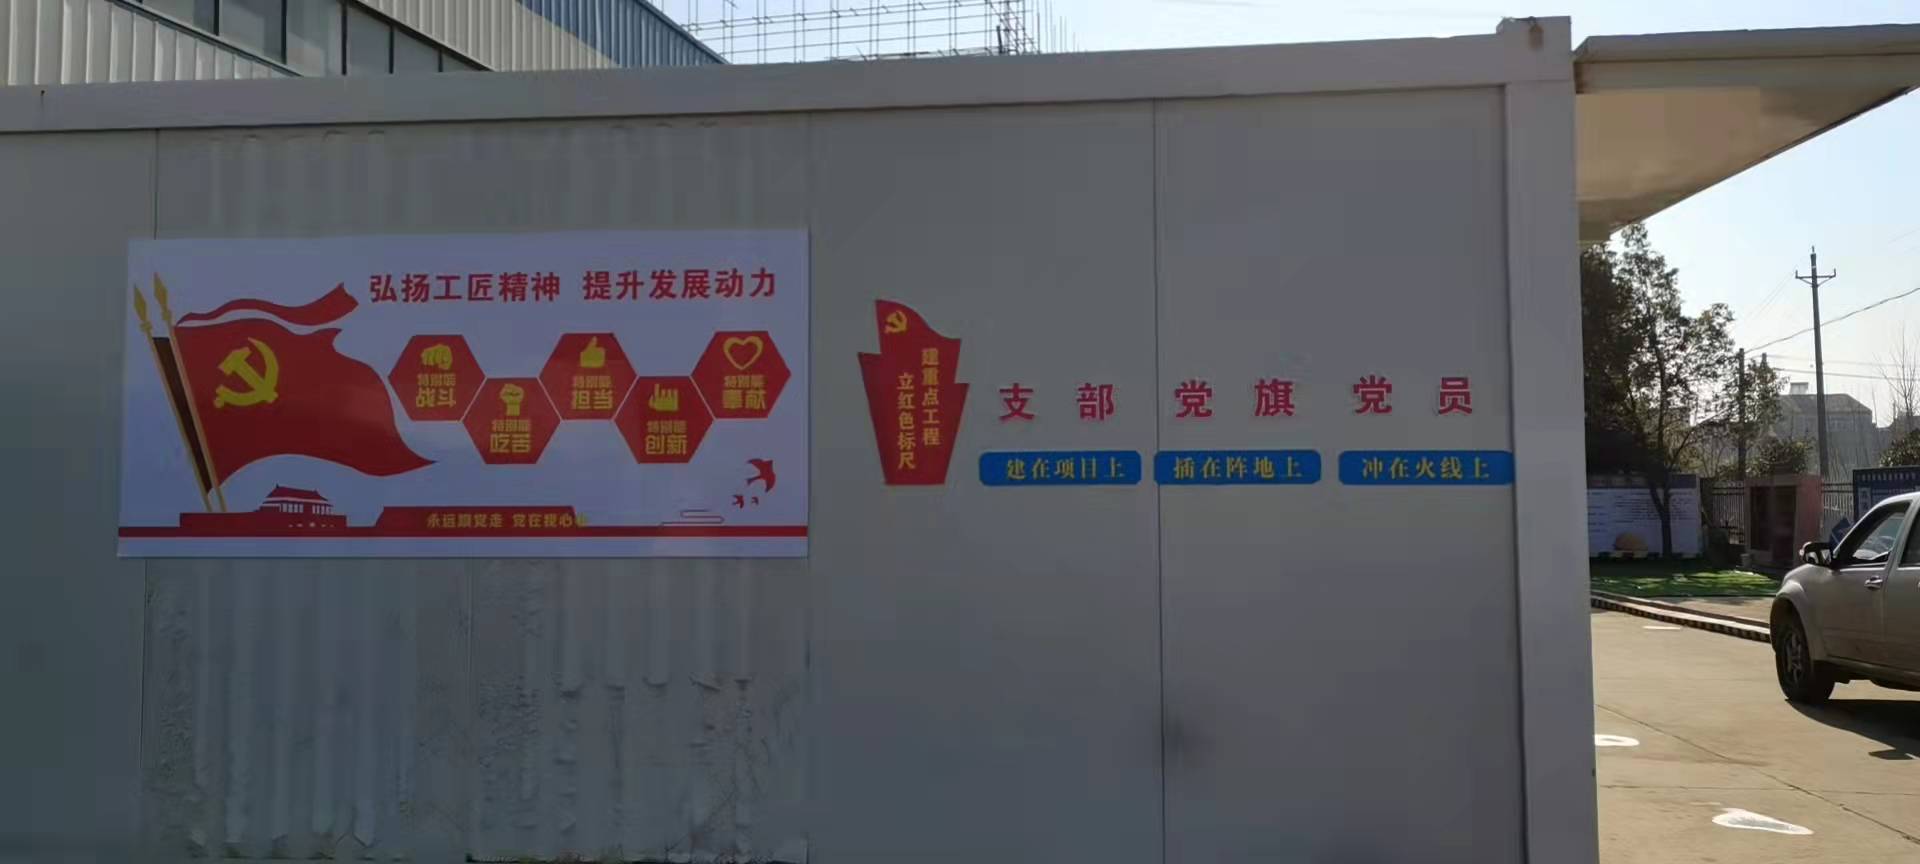 弘扬工匠精神 提升发展动力
特别能
战斗
特别能
吃苦
特别能
担当
特别能
创新
特别能
奉献
永远跟党走 党在我心中
建重点工程
立红色标尺
支部 党旗 党员
建在项目上 插在阵地上 冲在火线上